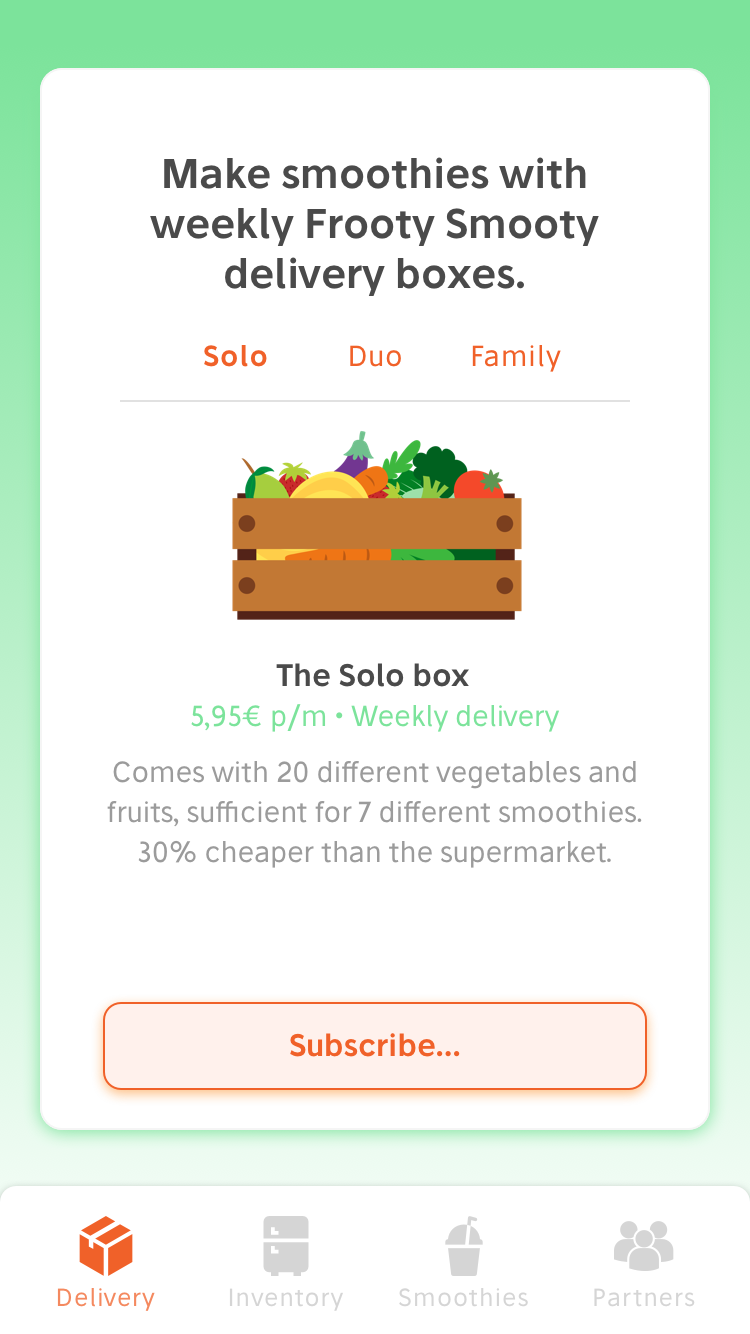 Make smoothies with
weekly Frooty Smooty
delivery boxes.
Solo Duo Family
The Solo box
5,95€ p/m • Weekly delivery
Comes with 20 different vegetables and
fruits, sufficient for 7 different smoothies.
30% cheaper than the supermarket.
Subscribe...
Delivery Inventory Smoothies Partners